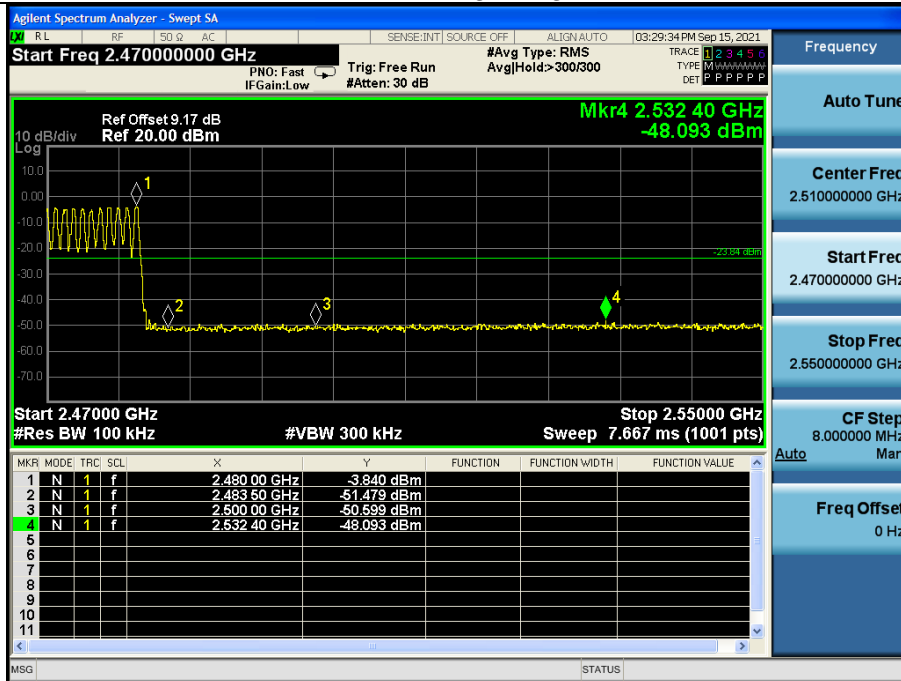 Agilent Spectrum Analyzer - Swept SA
LXI RL RF 50 Ω AC SENSE:INT SOURCE OFF ALIGN AUTO 03:29:34 PM Sep 15, 2021
Start Freq 2.470000000 GHz
PNO: Fast
IFGain:Low
Trig: Free Run
#Atten: 30 dB
#Avg Type: RMS
Avg|Hold:>300/300
TRACE 1 2 3 4 5 6
TYPE M WWWWW
DET P P P P P P
Ref Offset 9.17 dB
10 dB/div Ref 20.00 dBm
Log
Mkr4 2.532 40 GHz
-48.093 dBm
10.0
0.00
-10.0
-20.0
-30.0
-40.0
-50.0
-60.0
-70.0
1
2
3
4
-23.84 dBm
Start 2.47000 GHz Stop 2.55000 GHz
#Res BW 100 kHz #VBW 300 kHz Sweep 7.667 ms (1001 pts)
MKR MODE TRC SCL X Y FUNCTION FUNCTION WIDTH FUNCTION VALUE
1 N 1 f 2.480 00 GHz -3.840 dBm
2 N 1 f 2.483 50 GHz -51.479 dBm
3 N 1 f 2.500 00 GHz -50.599 dBm
4 N 1 f 2.532 40 GHz -48.093 dBm
5
6
7
8
9
10
11
MSG STATUS
Frequency
Auto Tune
Center Freq
2.510000000 GHz
Start Freq
2.470000000 GHz
Stop Freq
2.550000000 GHz
CF Step
8.000000 MHz
Auto Man
Freq Offset
0 Hz